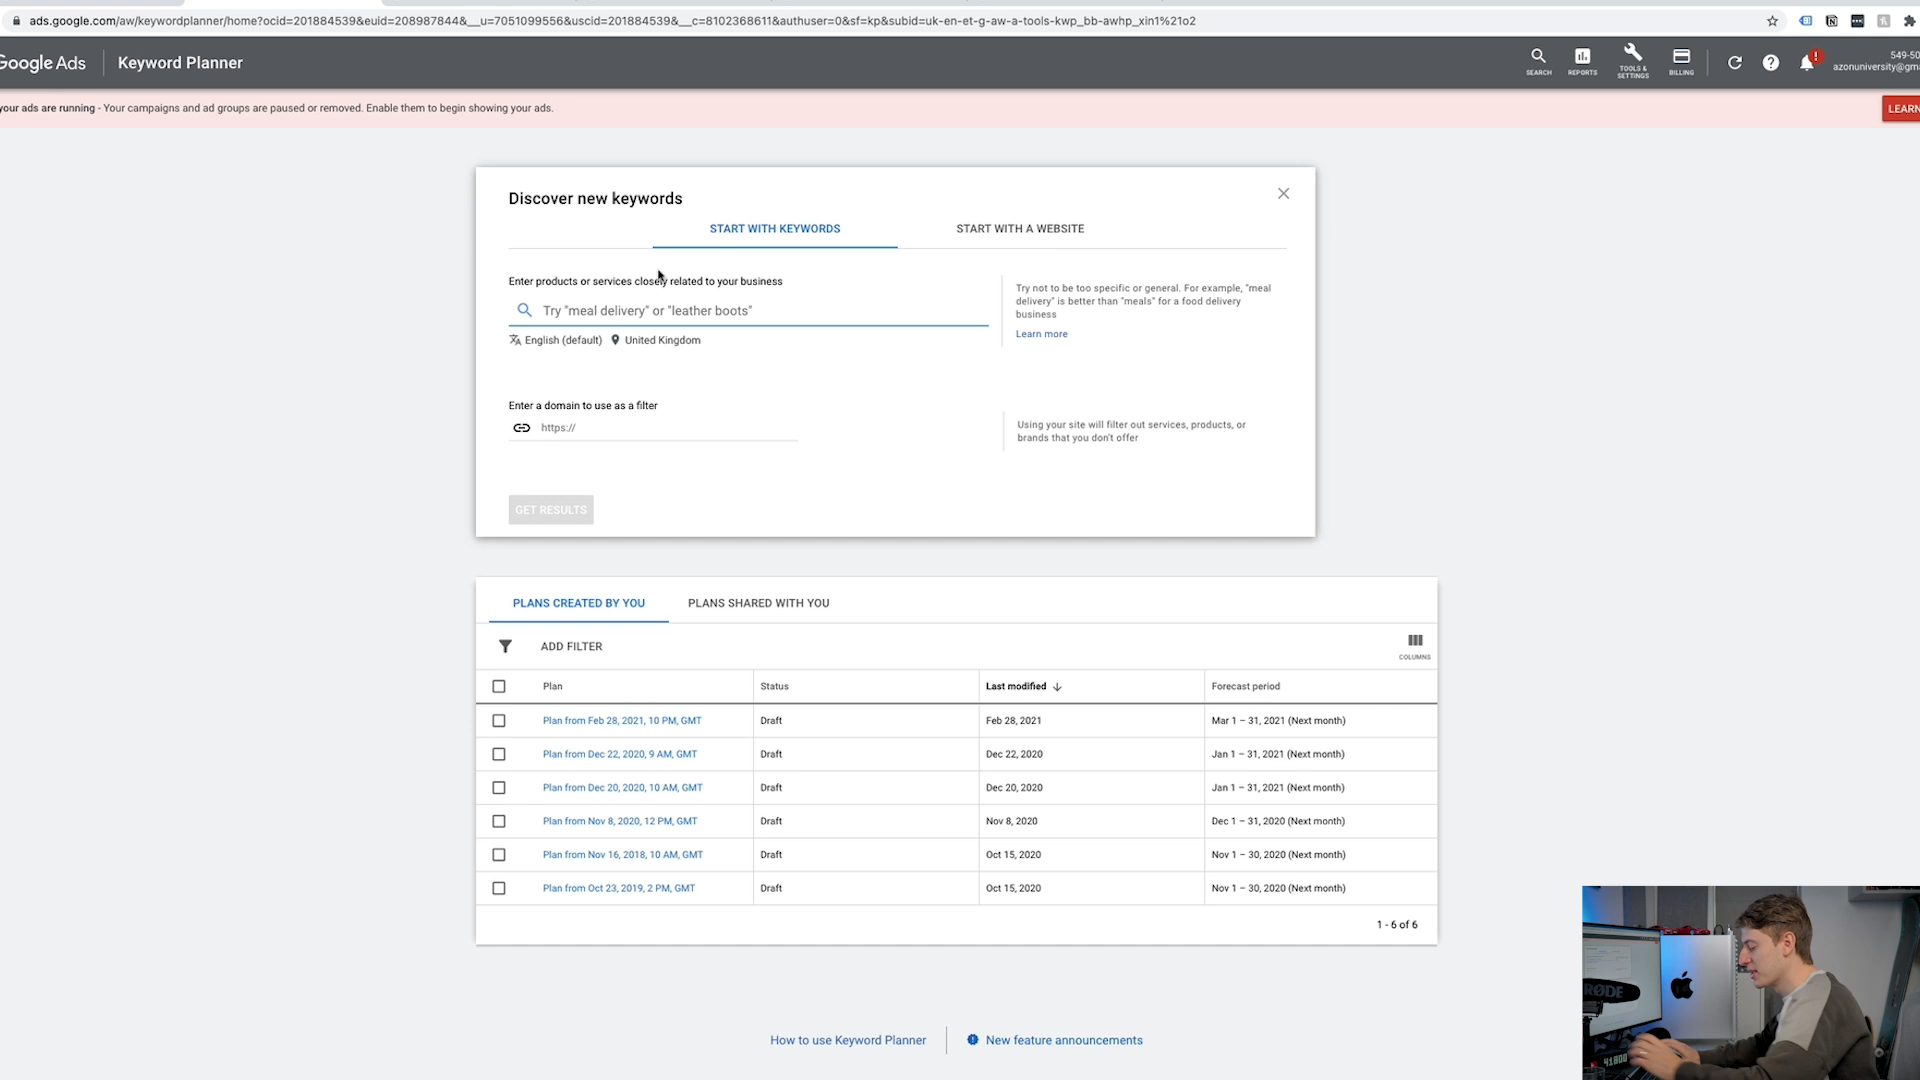 ads.google.com/aw/keywordplanner/home?ocid=201884539&euid=208987844&__u=7051099556&uscid=201884539&__c=8102368611&authuser=0&sf=kp&subid=uk-en-et-g-aw-a-tools-kwp_bb-awhp_xin1%21o2
Google Ads
Keyword Planner
SEARCH
REPORTS
TOOLS & SETTINGS
BILLING
549-50
azonuniversity@gma
your ads are running - Your campaigns and ad groups are paused or removed. Enable them to begin showing your ads.
LEARN
Discover new keywords
START WITH KEYWORDS
START WITH A WEBSITE
Enter products or services closely related to your business
Try "meal delivery" or "leather boots"
English (default)
United Kingdom
Try not to be too specific or general. For example, "meal
delivery" is better than "meals" for a food delivery
business
Learn more
Enter a domain to use as a filter
https://
Using your site will filter out services, products, or
brands that you don't offer
GET RESULTS
PLANS CREATED BY YOU
PLANS SHARED WITH YOU
ADD FILTER
COLUMNS
Plan Status Last modified Forecast period
Plan from Feb 28, 2021, 10 PM, GMT Draft Feb 28, 2021 Mar 1 – 31, 2021 (Next month)
Plan from Dec 22, 2020, 9 AM, GMT Draft Dec 22, 2020 Jan 1 – 31, 2021 (Next month)
Plan from Dec 20, 2020, 10 AM, GMT Draft Dec 20, 2020 Jan 1 – 31, 2021 (Next month)
Plan from Nov 8, 2020, 12 PM, GMT Draft Nov 8, 2020 Dec 1 – 31, 2020 (Next month)
Plan from Nov 16, 2018, 10 AM, GMT Draft Oct 15, 2020 Nov 1 – 30, 2020 (Next month)
Plan from Oct 23, 2019, 2 PM, GMT Draft Oct 15, 2020 Nov 1 – 30, 2020 (Next month)
1 - 6 of 6
How to use Keyword Planner
New feature announcements
RØDE
41,800